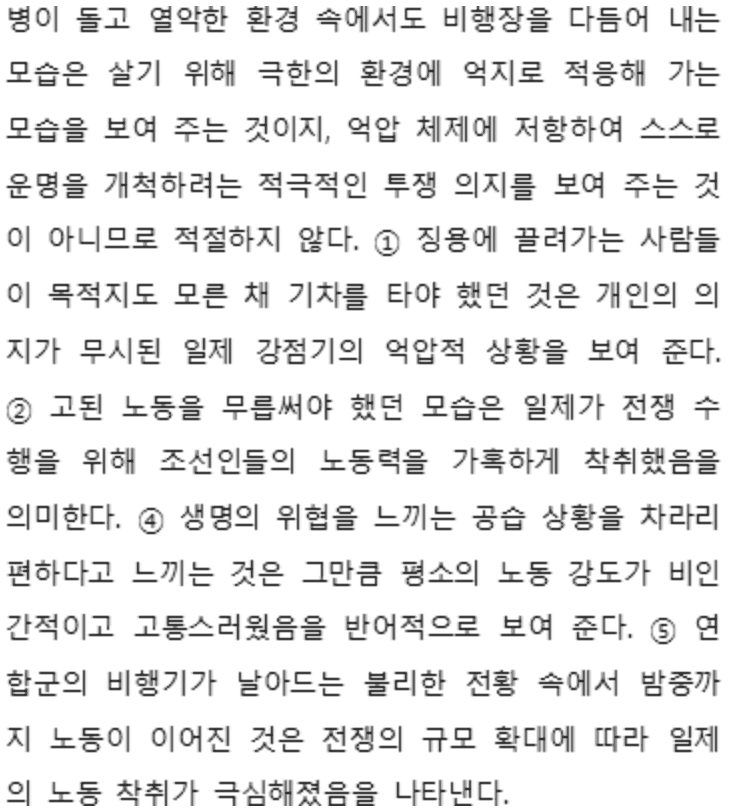 병이 돌고 열악한 환경 속에서도 비행장을 다듬어 내는
모습은 살기 위해 극한의 환경에 억지로 적응해 가는
모습을 보여 주는 것이지, 억압 체제에 저항하여 스스로
운명을 개척하려는 적극적인 투쟁 의지를 보여 주는 것
이 아니므로 적절하지 않다. ① 징용에 끌려가는 사람들
이 목적지도 모른 채 기차를 타야 했던 것은 개인의 의
지가 무시된 일제 강점기의 억압적 상황을 보여 준다.
② 고된 노동을 무릅써야 했던 모습은 일제가 전쟁 수
행을 위해 조선인들의 노동력을 가혹하게 착취했음을
의미한다. ④ 생명의 위협을 느끼는 공습 상황을 차라리
편하다고 느끼는 것은 그만큼 평소의 노동 강도가 비인
간적이고 고통스러웠음을 반어적으로 보여 준다. ⑤ 연
합군의 비행기가 날아드는 불리한 전황 속에서 밤중까
지 노동이 이어진 것은 전쟁의 규모 확대에 따라 일제
의 노동 착취가 극심해졌음을 나타낸다.